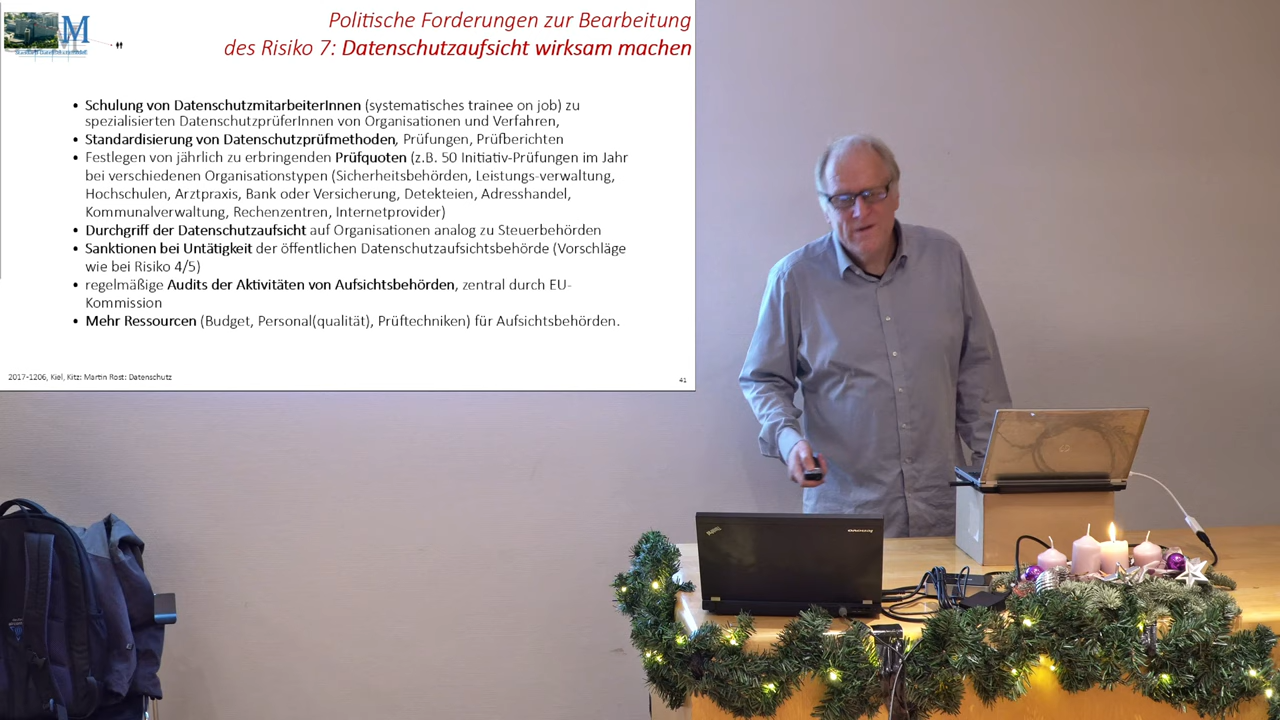 Politische Forderungen zur Bearbeitung
des Risiko 7: Datenschutzaufsicht wirksam machen
M
• Schulung von DatenschutzmitarbeiterInnen (systematisches trainee on job) zu
spezialisierten DatenschutzprüferInnen von Organisationen und Verfahren,
• Standardisierung von Datenschutzprüfmethoden, Prüfungen, Prüfberichten
• Festlegen von jährlich zu erbringenden Prüfquoten (z.B. 50 Initiativ-Prüfungen im Jahr
bei verschiedenen Organisationstypen (Sicherheitsbehörden, Leistungs-verwaltung,
Hochschulen, Arztpraxis, Bank oder Versicherung, Detekteien, Adresshandel,
Kommunalverwaltung, Rechenzentren, Internetprovider)
• Durchgriff der Datenschutzaufsicht auf Organisationen analog zu Steuerbehörden
• Sanktionen bei Untätigkeit der öffentlichen Datenschutzaufsichtsbehörde (Vorschläge
wie bei Risiko 4/5)
• regelmäßige Audits der Aktivitäten von Aufsichtsbehörden, zentral durch EU-
Kommission
• Mehr Ressourcen (Budget, Personal(qualität), Prüftechniken) für Aufsichtsbehörden.
2017-1206, Kiel, Kitz: Martin Rost: Datenschutz
41
ThinkPad
lenovo